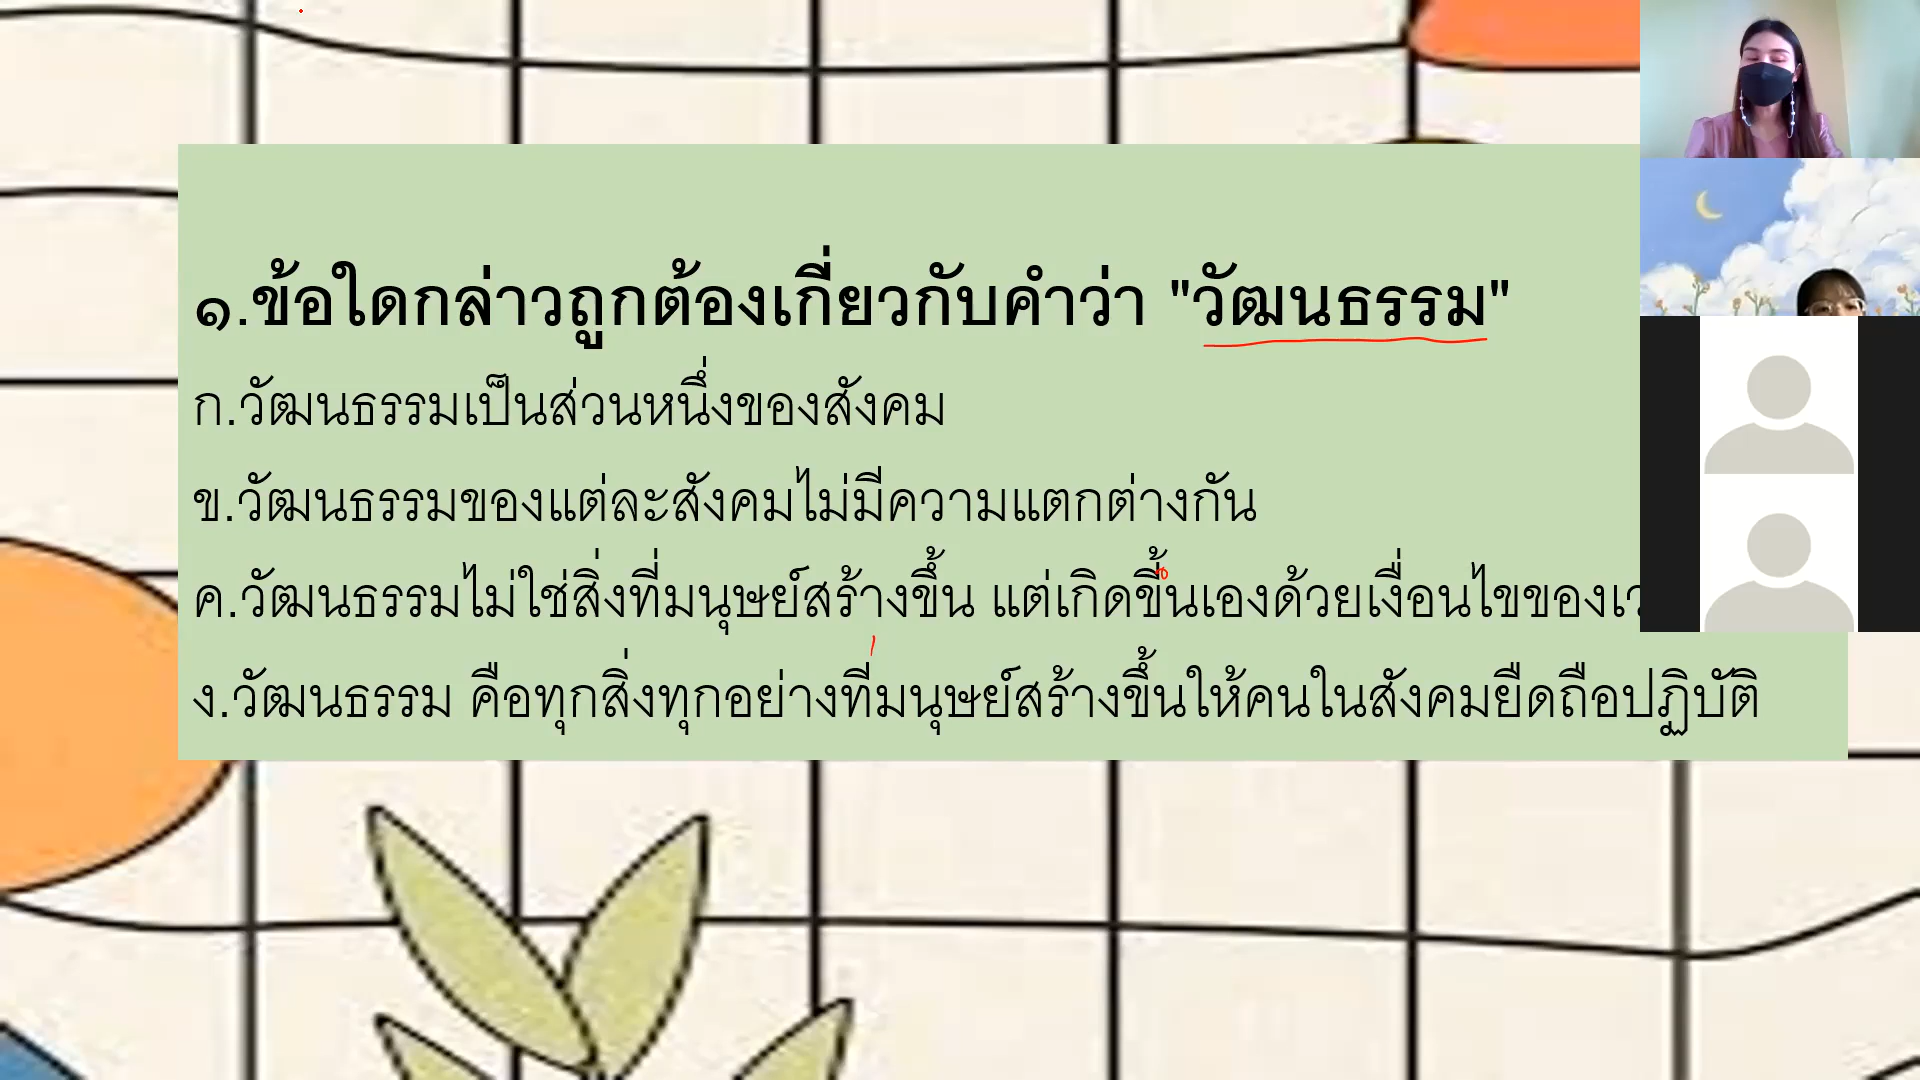 ๑.ข้อใดกล่าวถูกต้องเกี่ยวกับคำว่า "วัฒนธรรม"
ก.วัฒนธรรมเป็นส่วนหนึ่งของสังคม
ข.วัฒนธรรมของแต่ละสังคมไม่มีความแตกต่างกัน
ค.วัฒนธรรมไม่ใช่สิ่งที่มนุษย์สร้างขึ้น แต่เกิดขี้นเองด้วยเงื่อนไขของ
ง.วัฒนธรรม คือทุกสิ่งทุกอย่างที่มนุษย์สร้างขึ้นให้คนในสังคมยืดถือปฏิบัติ